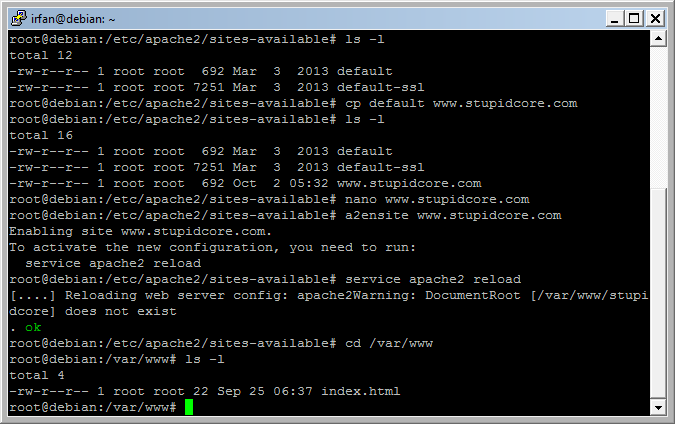 irfan@debian: ~
root@debian:/etc/apache2/sites-available# ls -l
total 12
-rw-r--r-- 1 root root  692 Mar  3  2013 default
-rw-r--r-- 1 root root 7251 Mar  3  2013 default-ssl
root@debian:/etc/apache2/sites-available# cp default www.stupidcore.com
root@debian:/etc/apache2/sites-available# ls -l
total 16
-rw-r--r-- 1 root root  692 Mar  3  2013 default
-rw-r--r-- 1 root root 7251 Mar  3  2013 default-ssl
-rw-r--r-- 1 root root  692 Oct  2 05:32 www.stupidcore.com
root@debian:/etc/apache2/sites-available# nano www.stupidcore.com
root@debian:/etc/apache2/sites-available# a2ensite www.stupidcore.com
Enabling site www.stupidcore.com.
To activate the new configuration, you need to run:
  service apache2 reload
root@debian:/etc/apache2/sites-available# service apache2 reload
[....] Reloading web server config: apache2Warning: DocumentRoot [/var/www/stupi
dcore] does not exist
. ok
root@debian:/etc/apache2/sites-available# cd /var/www
root@debian:/var/www# ls -l
total 4
-rw-r--r-- 1 root root 22 Sep 25 06:37 index.html
root@debian:/var/www#